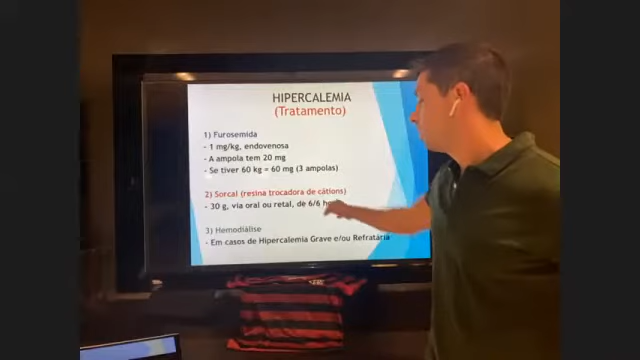 HIPERCALEMIA
(Tratamento)
1) Furosemida
- 1 mg/kg, endovenosa
- A ampola tem 20 mg
- Se tiver 60 kg = 60 mg (3 ampolas)
2) Sorcal (resina trocadora de cátions)
- 30 g, via oral ou retal, de 6/6
3) Hemodiálise
- Em casos de Hipercalemia Grave e/ou Refratária